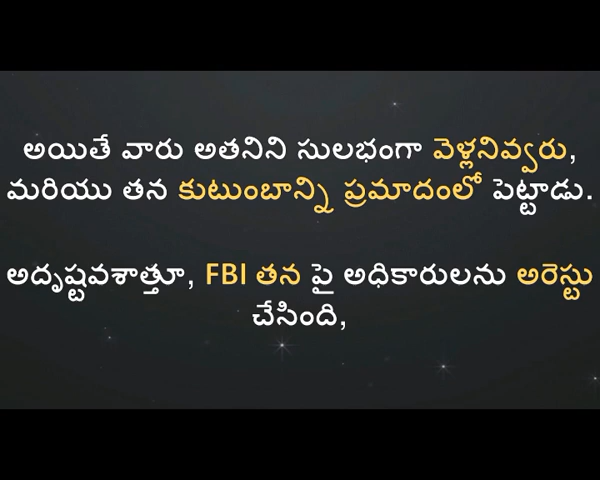 అయితే వారు అతనిని సులభంగా వెళ్లనివ్వరు,
మరియు తన కుటుంబాన్ని ప్రమాదంలో పెట్టాడు.
అదృష్టవశాత్తూ, FBI తన పై అధికారులను అరెస్టు
చేసింది,